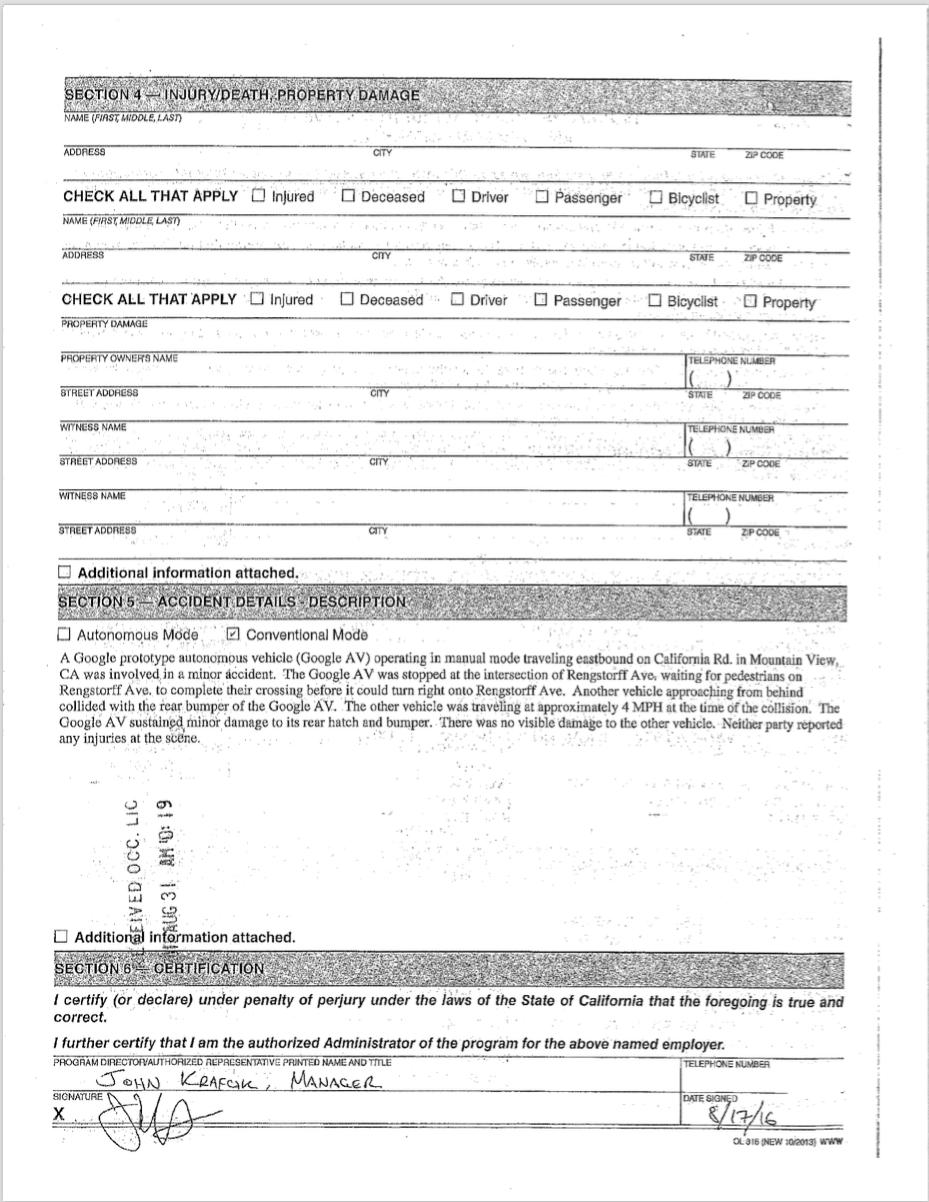 SECTION 4 — INJURY/DEATH, PROPERTY DAMAGE
NAME (FIRST, MIDDLE, LAST)
ADDRESS CITY STATE ZIP CODE
CHECK ALL THAT APPLY ☐ Injured ☐ Deceased ☐ Driver ☐ Passenger ☐ Bicyclist ☐ Property
NAME (FIRST, MIDDLE, LAST)
ADDRESS CITY STATE ZIP CODE
CHECK ALL THAT APPLY ☐ Injured ☐ Deceased ☐ Driver ☐ Passenger ☐ Bicyclist ☐ Property
PROPERTY DAMAGE
PROPERTY OWNER'S NAME TELEPHONE NUMBER
( )
STREET ADDRESS CITY STATE ZIP CODE
WITNESS NAME TELEPHONE NUMBER
( )
STREET ADDRESS CITY STATE ZIP CODE
WITNESS NAME TELEPHONE NUMBER
( )
STREET ADDRESS CITY STATE ZIP CODE
☐ Additional information attached.
SECTION 5 — ACCIDENT DETAILS - DESCRIPTION
☐ Autonomous Mode ☑ Conventional Mode
A Google prototype autonomous vehicle (Google AV) operating in manual mode traveling eastbound on California Rd. in Mountain View,
CA was involved in a minor accident. The Google AV was stopped at the intersection of Rengstorff Ave, waiting for pedestrians on
Rengstorff Ave. to complete their crossing before it could turn right onto Rengstorff Ave. Another vehicle approaching from behind
collided with the rear bumper of the Google AV. The other vehicle was traveling at approximately 4 MPH at the time of the collision. The
Google AV sustained minor damage to its rear hatch and bumper. There was no visible damage to the other vehicle. Neither party reported
any injuries at the scene.
EIVED OCC. LIC
AUG 31 AM
☐ Additional information attached.
SECTION 6 — CERTIFICATION
I certify (or declare) under penalty of perjury under the laws of the State of California that the foregoing is true and
correct.
I further certify that I am the authorized Administrator of the program for the above named employer.
PROGRAM DIRECTOR/AUTHORIZED REPRESENTATIVE PRINTED NAME AND TITLE TELEPHONE NUMBER
JOHN KRAFCIK, MANAGER
SIGNATURE DATE SIGNED
X 8/17/16
OL 316 (NEW 10/2013) WWW